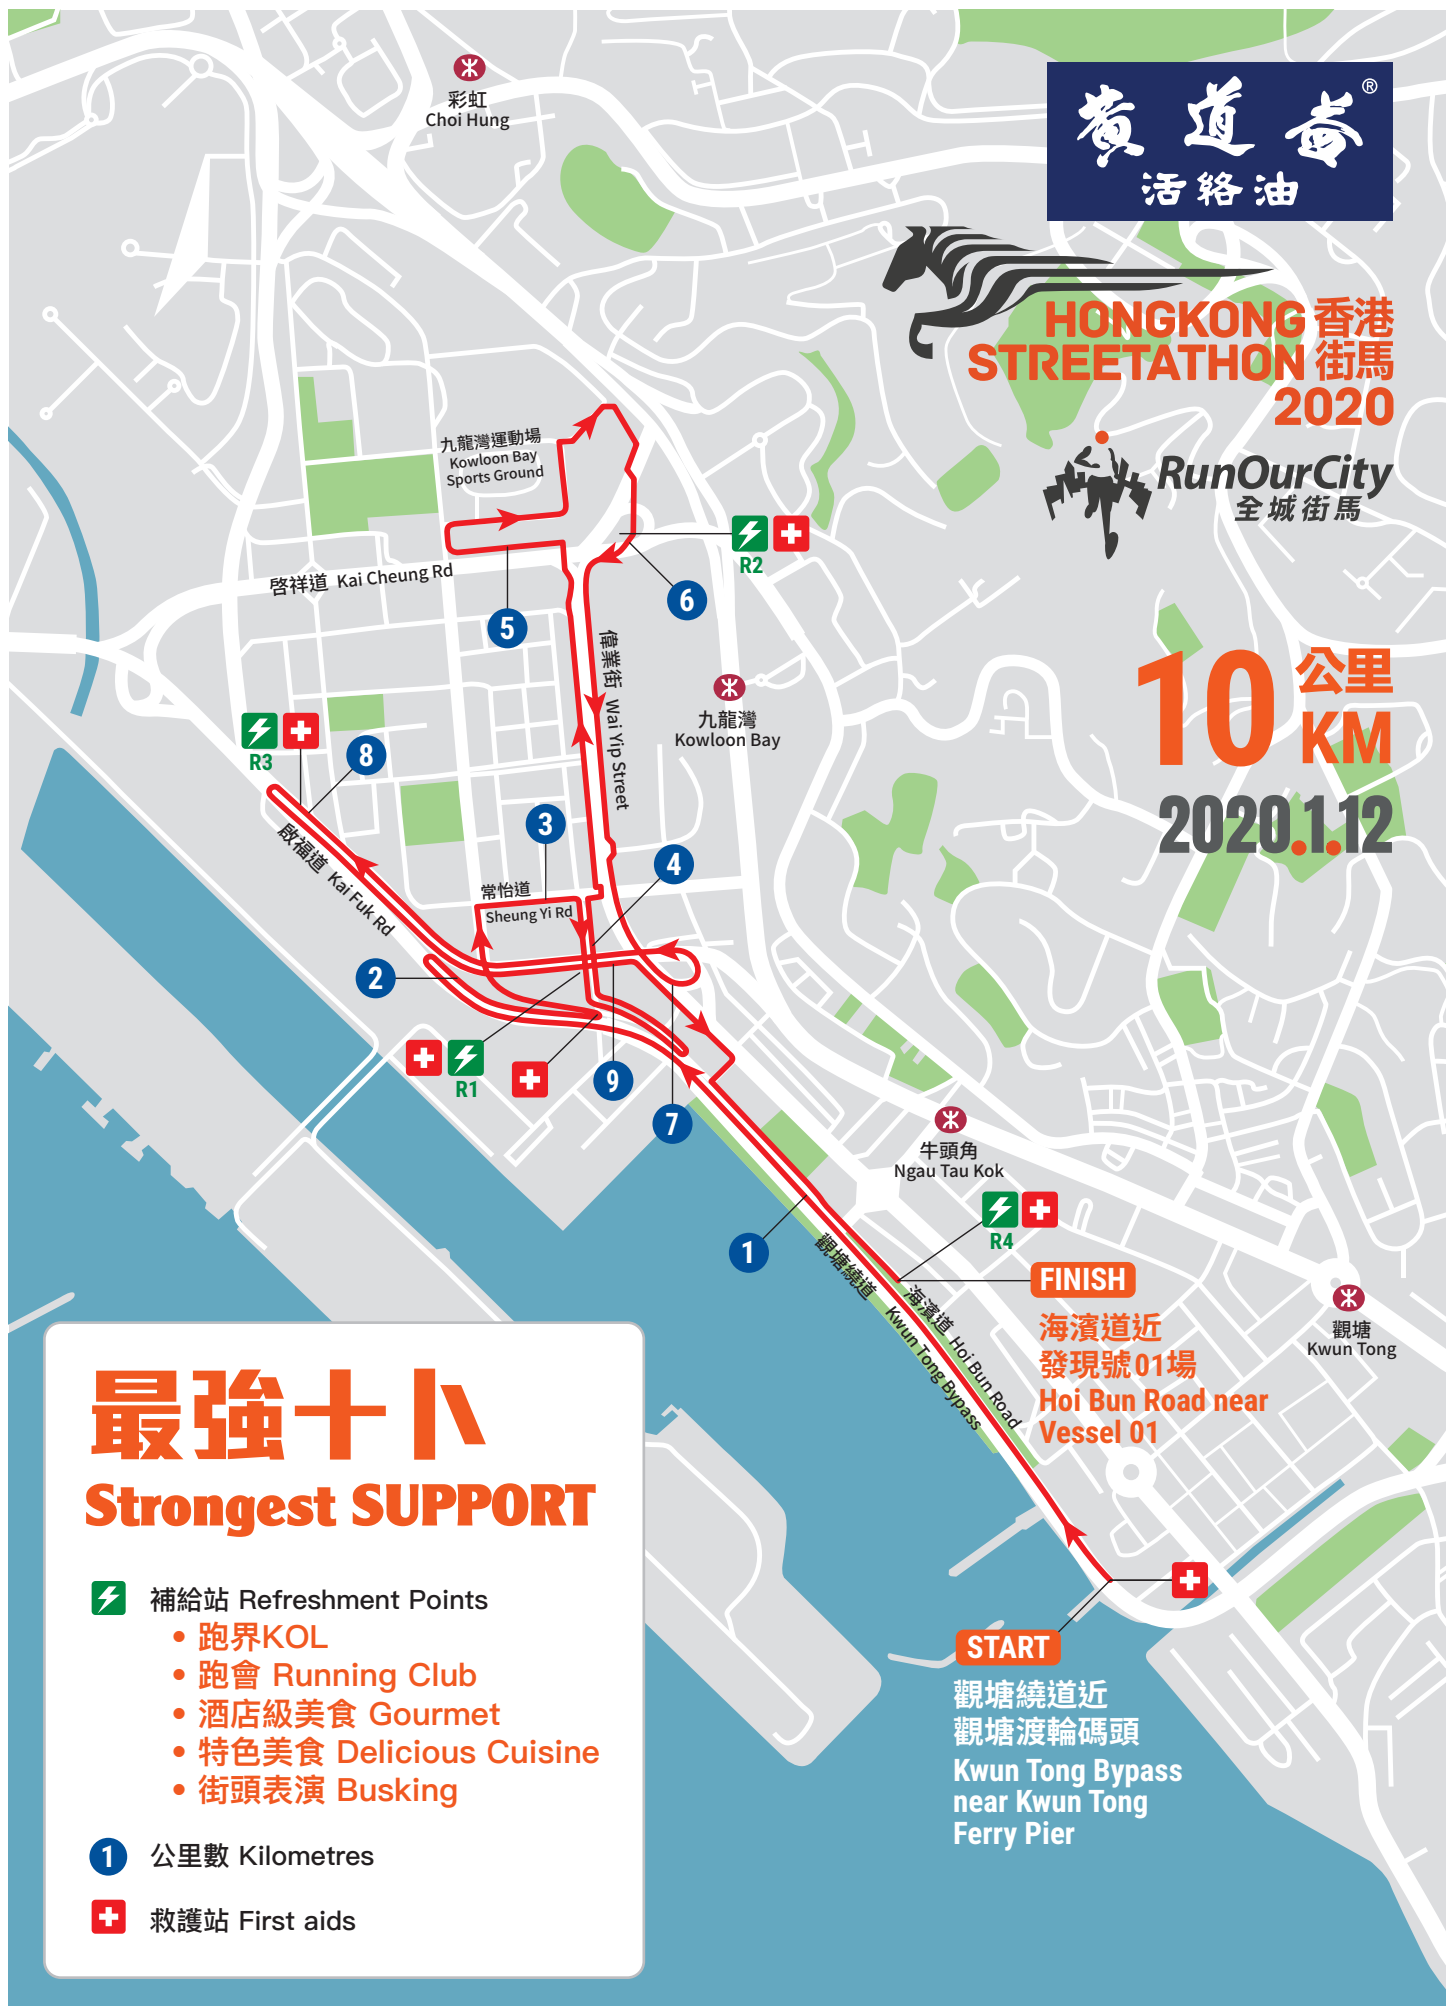 彩虹
Choi Hung
®
黄道益
活絡油
HONGKONG 香港
STREETATHON 街馬
2020
RunOurCity
全城街馬
10 公里
KM
2020.1.12
九龍灣運動場
Kowloon Bay
Sports Ground
啓祥道 Kai Cheung Rd
R2
6
5
偉業街 Wai Yip Street
九龍灣
Kowloon Bay
R3
8
3
4
啟福道 Kai Fuk Rd
常怡道
Sheung Yi Rd
2
R1
9
7
牛頭角
Ngau Tau Kok
R4
1
觀塘繞道 Kwun Tong Bypass
海濱道 Hoi Bun Road
FINISH
海濱道近
發現號01場
Hoi Bun Road near
Vessel 01
觀塘
Kwun Tong
START
觀塘繞道近
觀塘渡輪碼頭
Kwun Tong Bypass
near Kwun Tong
Ferry Pier
最強十卜
Strongest SUPPORT
補給站 Refreshment Points
• 跑界KOL
• 跑會 Running Club
• 酒店級美食 Gourmet
• 特色美食 Delicious Cuisine
• 街頭表演 Busking
1 公里數 Kilometres
救護站 First aids